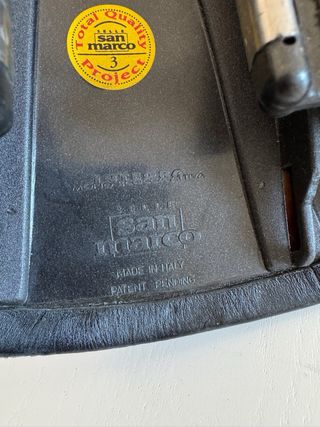 Total Quality
SELLE
san
marco
3
Project
SELLE
san
marco
MADE IN ITALY
PATENT PENDING